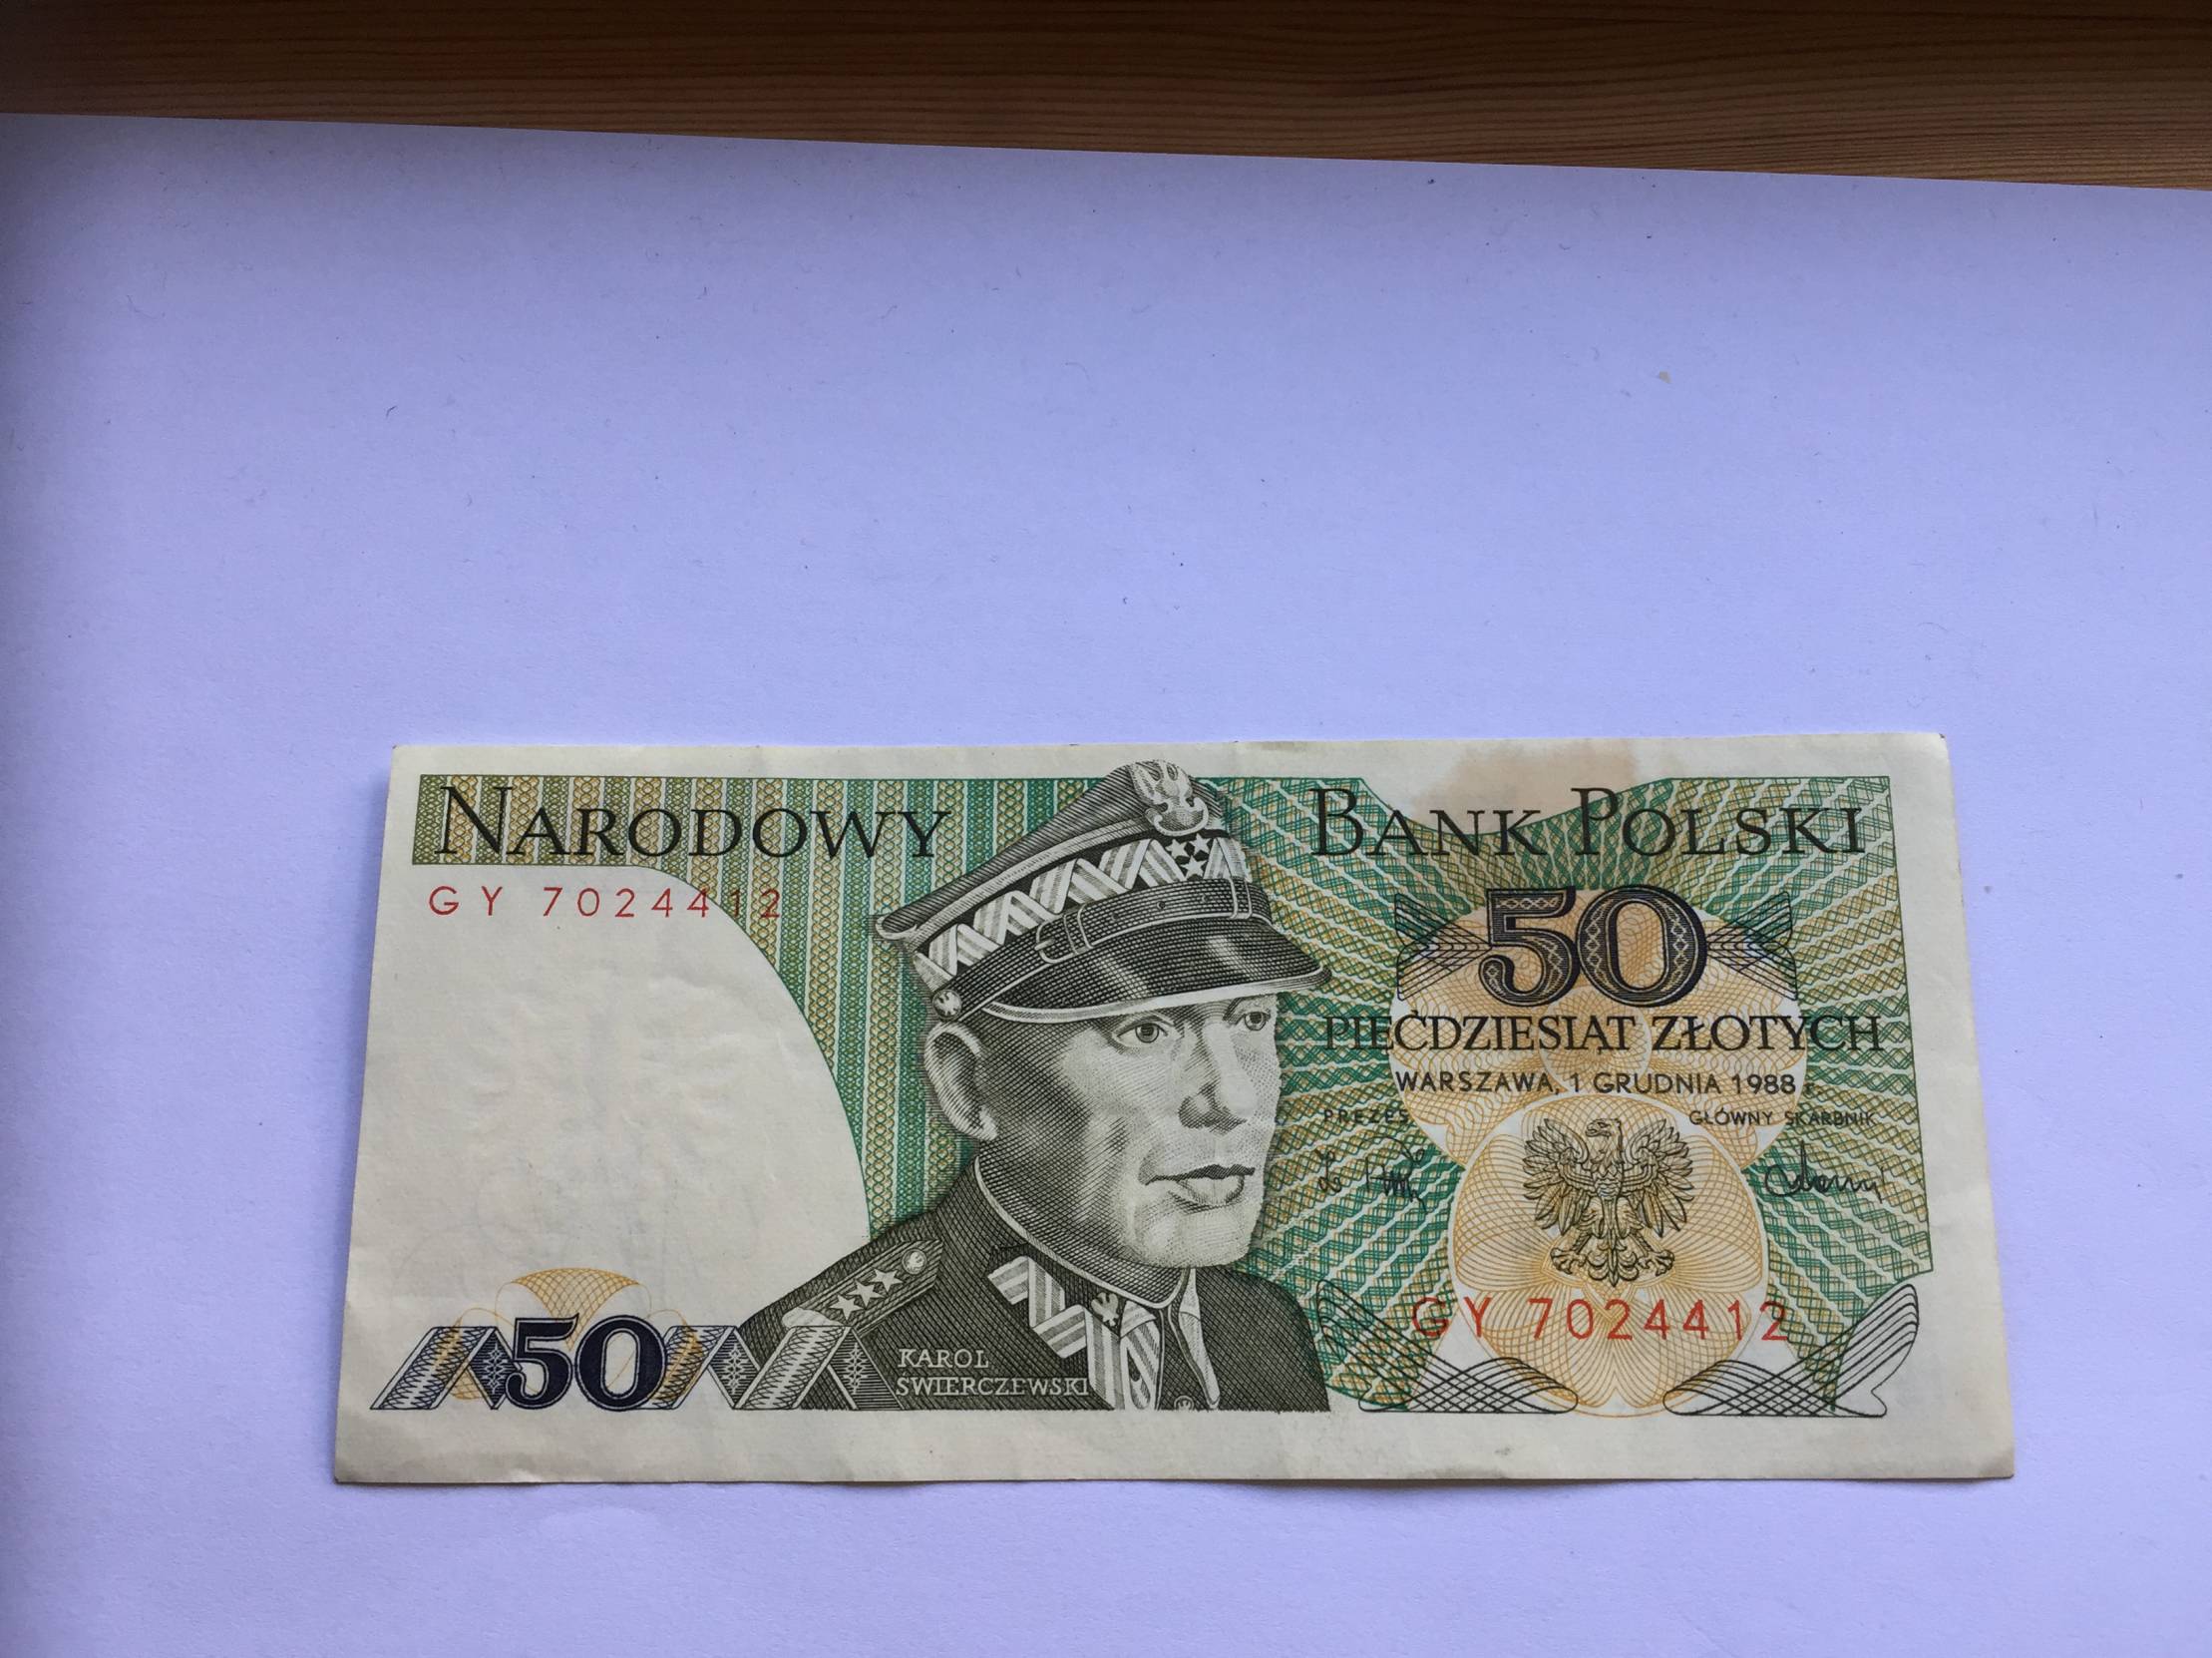 NARODOWY BANK POLSKI
GY 7024412
50
PIĘĆDZIESIĄT ZŁOTYCH
WARSZAWA, 1 GRUDNIA 1988 r.
PREZES GŁÓWNY SKARBNIK
GY 7024412
50
KAROL
ŚWIERCZEWSKI